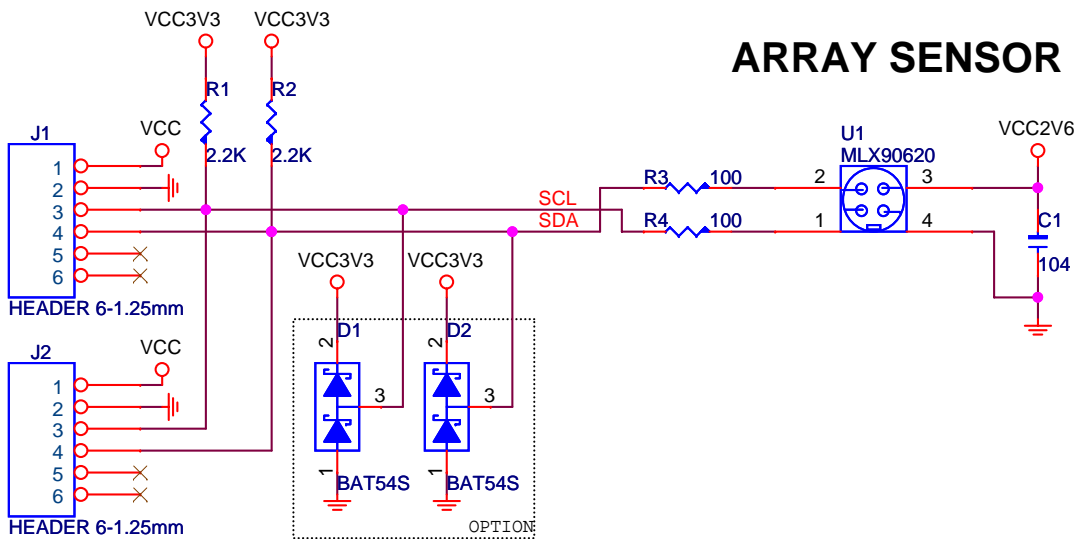 VCC3V3 VCC3V3
ARRAY SENSOR
R1 R2
2.2K 2.2K
J1
VCC
1
2
3
4
5
6
HEADER 6-1.25mm
SCL
SDA
R3 100
R4 100
U1
MLX90620
2 3
1 4
VCC2V6
C1
104
VCC3V3 VCC3V3
D1 D2
2 2
3 3
1 1
BAT54S BAT54S
OPTION
J2
VCC
1
2
3
4
5
6
HEADER 6-1.25mm